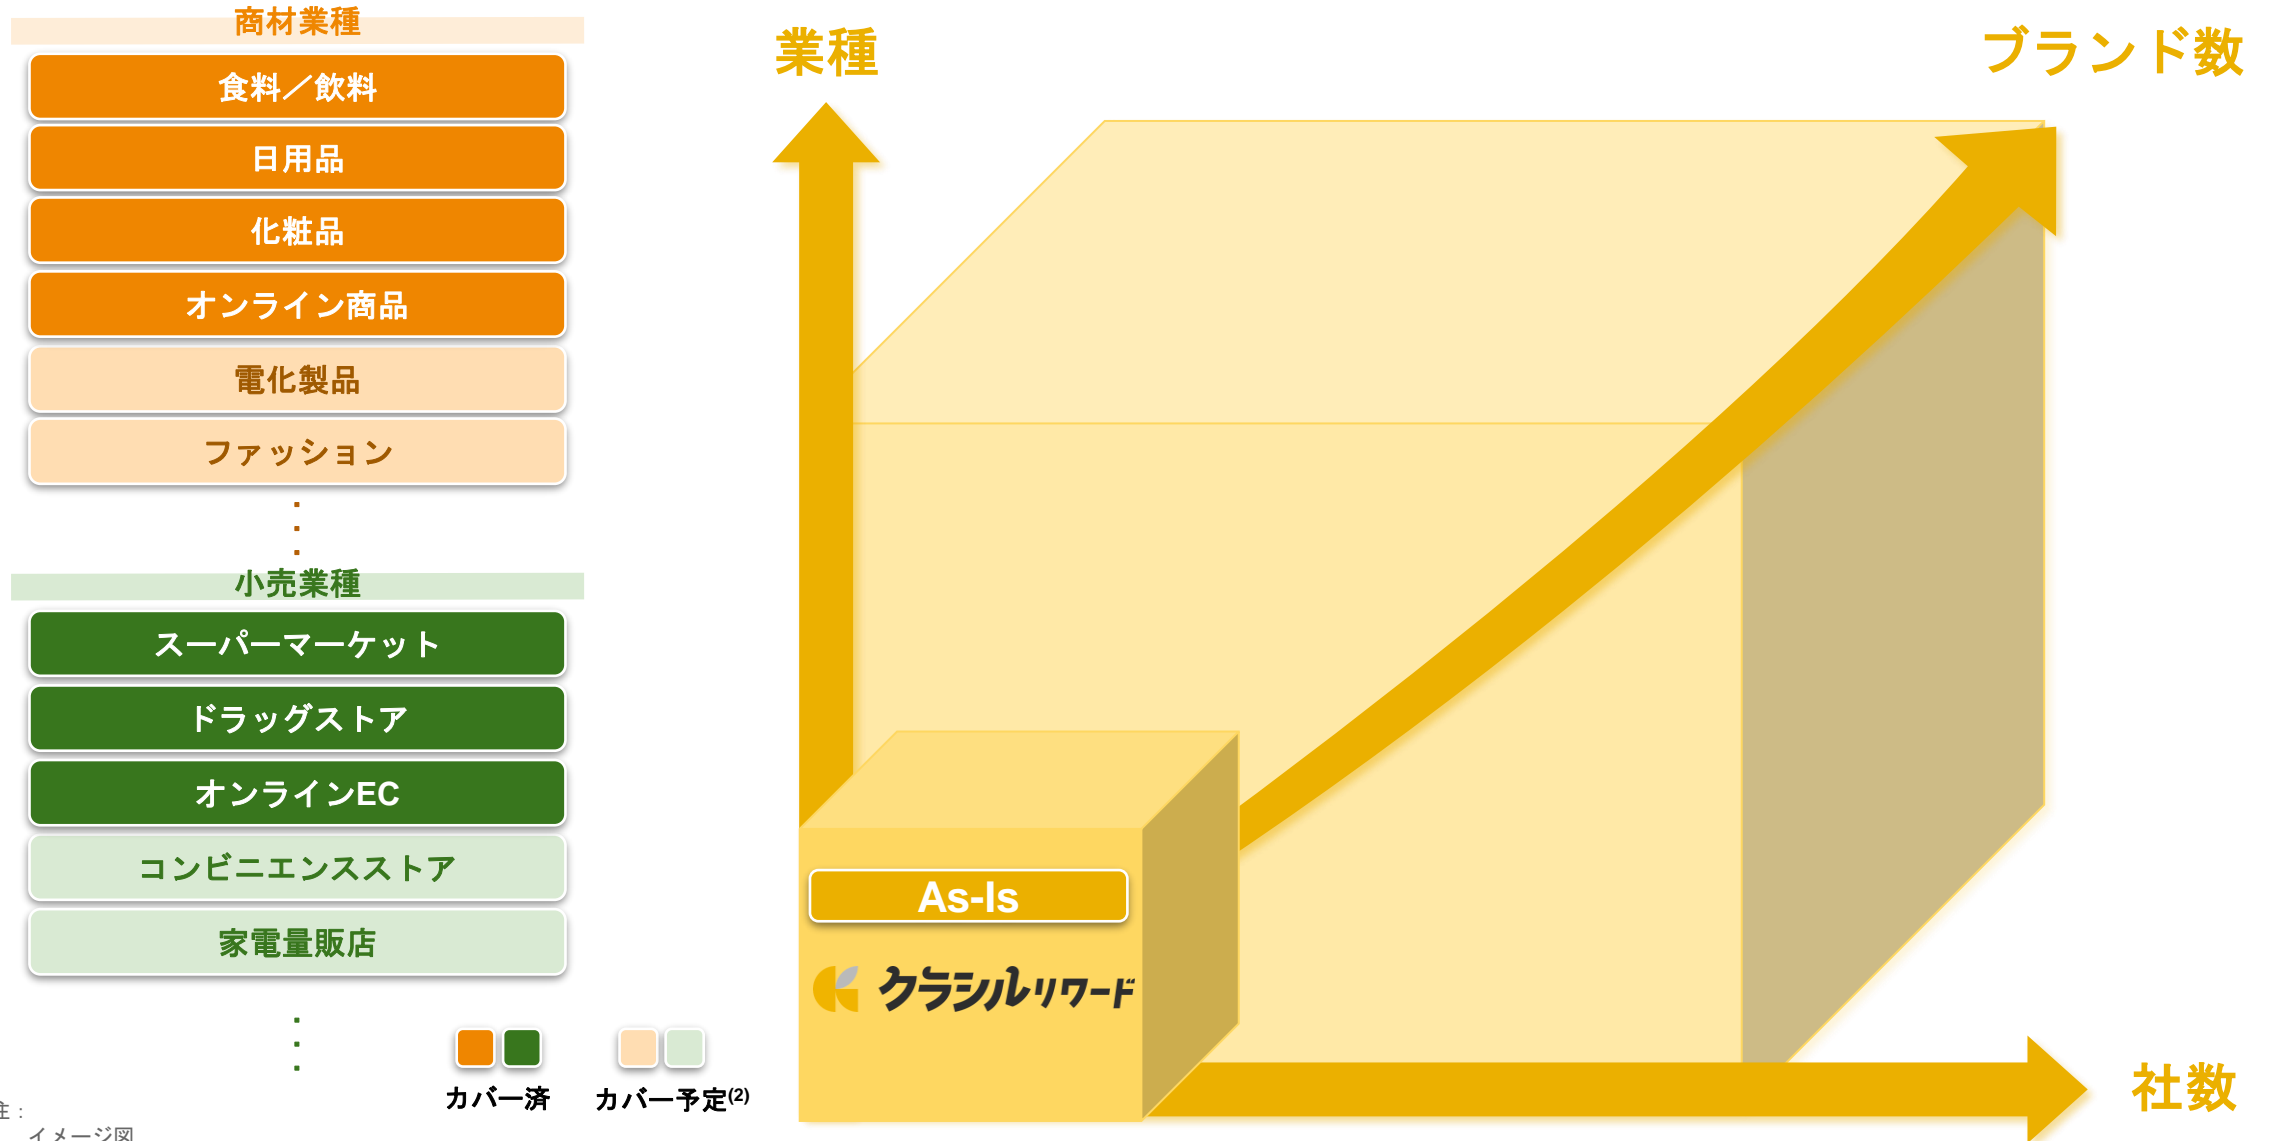 商材業種
食料／飲料
日用品
化粧品
オンライン商品
電化製品
ファッション
小売業種
スーパーマーケット
ドラッグストア
オンラインEC
コンビニエンスストア
家電量販店
カバー済
カバー予定(2)
注：
イメージ図
業種
ブランド数
As-Is
クラシルリワード
社数